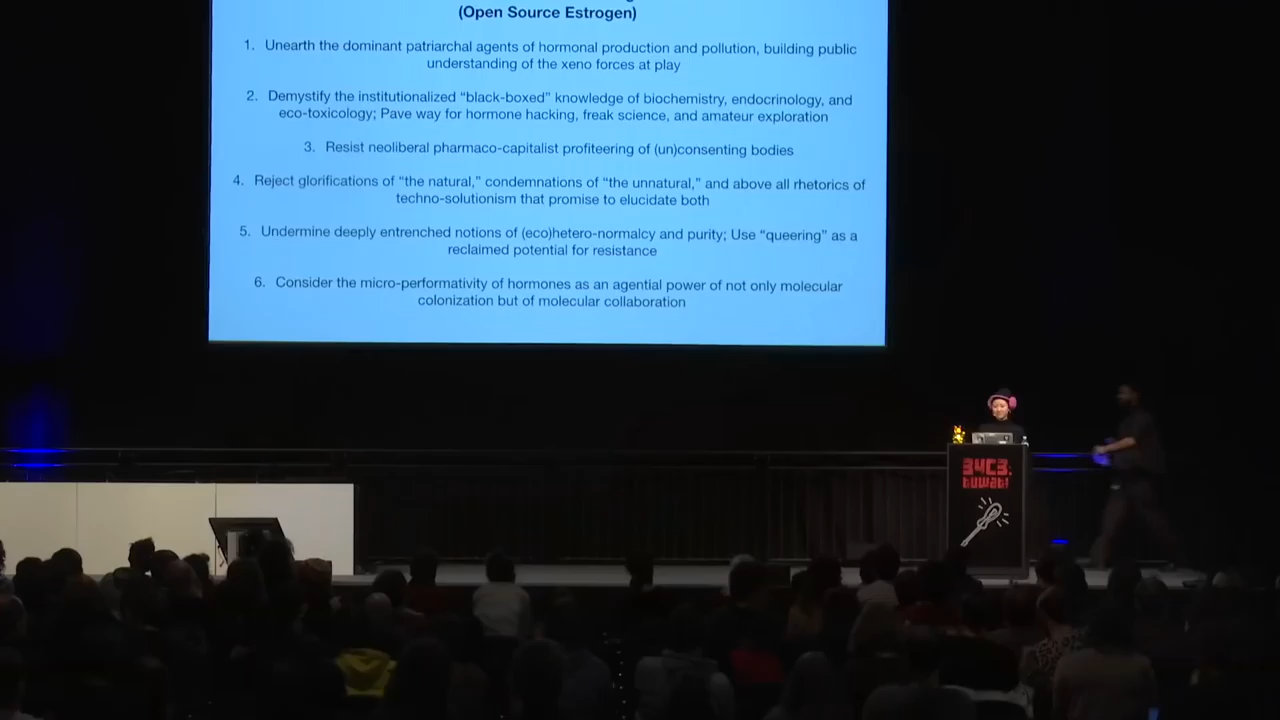 (Open Source Estrogen)
1. Unearth the dominant patriarchal agents of hormonal production and pollution, building public
understanding of the xeno forces at play
2. Demystify the institutionalized “black-boxed” knowledge of biochemistry, endocrinology, and
eco-toxicology; Pave way for hormone hacking, freak science, and amateur exploration
3. Resist neoliberal pharmaco-capitalist profiteering of (un)consenting bodies
4. Reject glorifications of “the natural,” condemnations of “the unnatural,” and above all rhetorics of
techno-solutionism that promise to elucidate both
5. Undermine deeply entrenched notions of (eco)hetero-normalcy and purity; Use “queering” as a
reclaimed potential for resistance
6. Consider the micro-performativity of hormones as an agential power of not only molecular
colonization but of molecular collaboration
34C3:
tuwat!